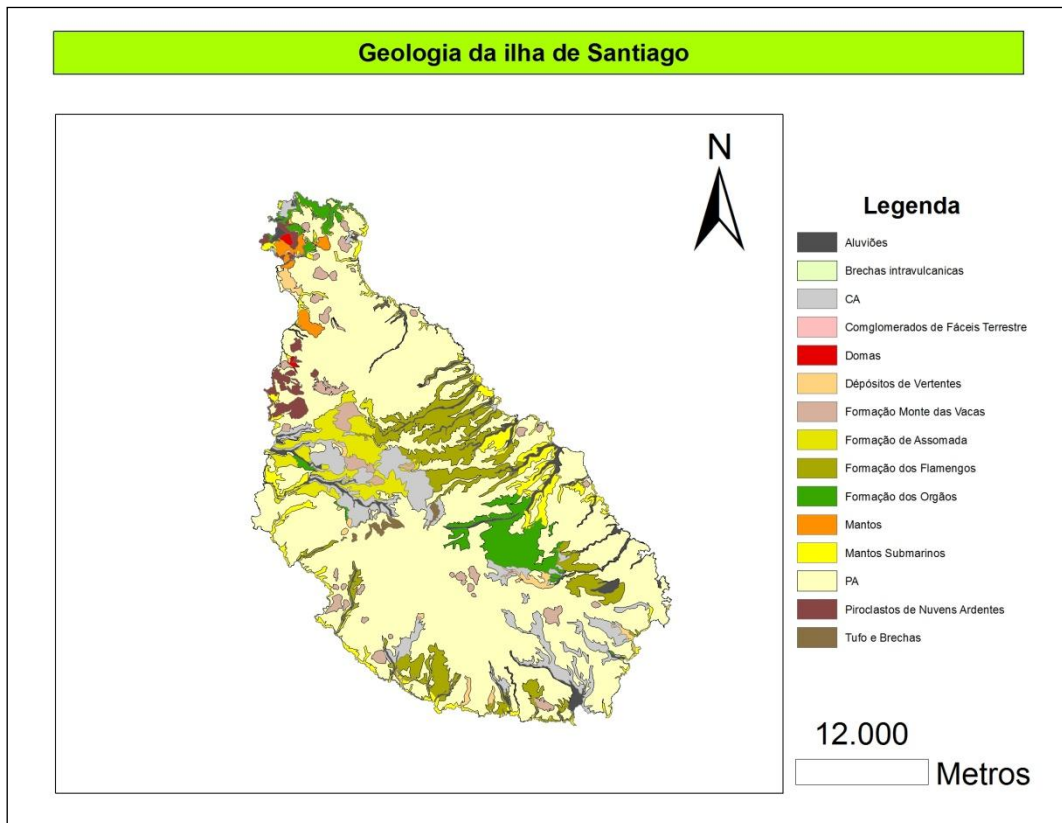 Geologia da ilha de Santiago
N
Legenda
Aluviões
Brechas intravulcanicas
CA
Comglomerados de Fáceis Terrestre
Domas
Dépósitos de Vertentes
Formação Monte das Vacas
Formação de Assomada
Formação dos Flamengos
Formação dos Orgãos
Mantos
Mantos Submarinos
PA
Piroclastos de Nuvens Ardentes
Tufo e Brechas
12.000
Metros